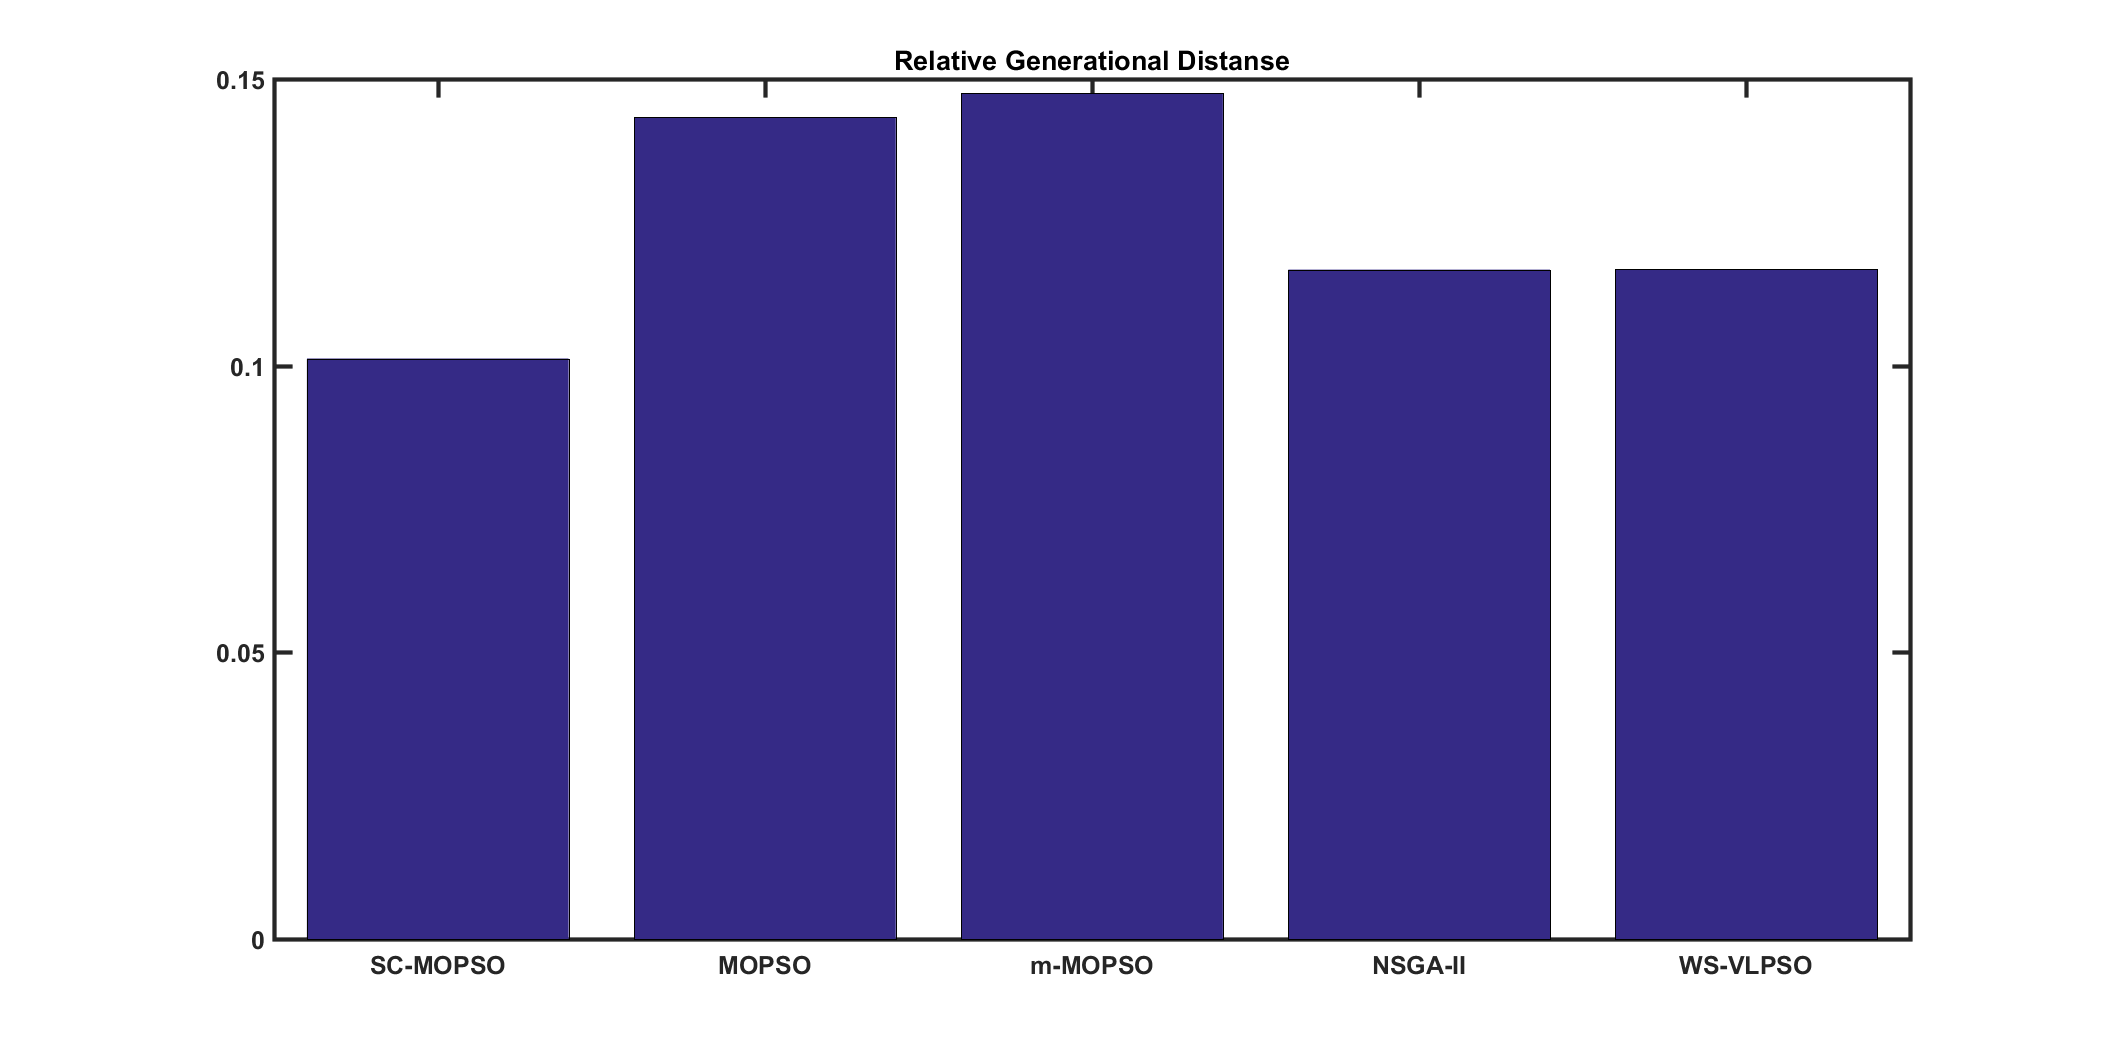 Relative Generational Distanse
0.15
0.1
0.05
0
SC-MOPSO MOPSO m-MOPSO NSGA-II WS-VLPSO